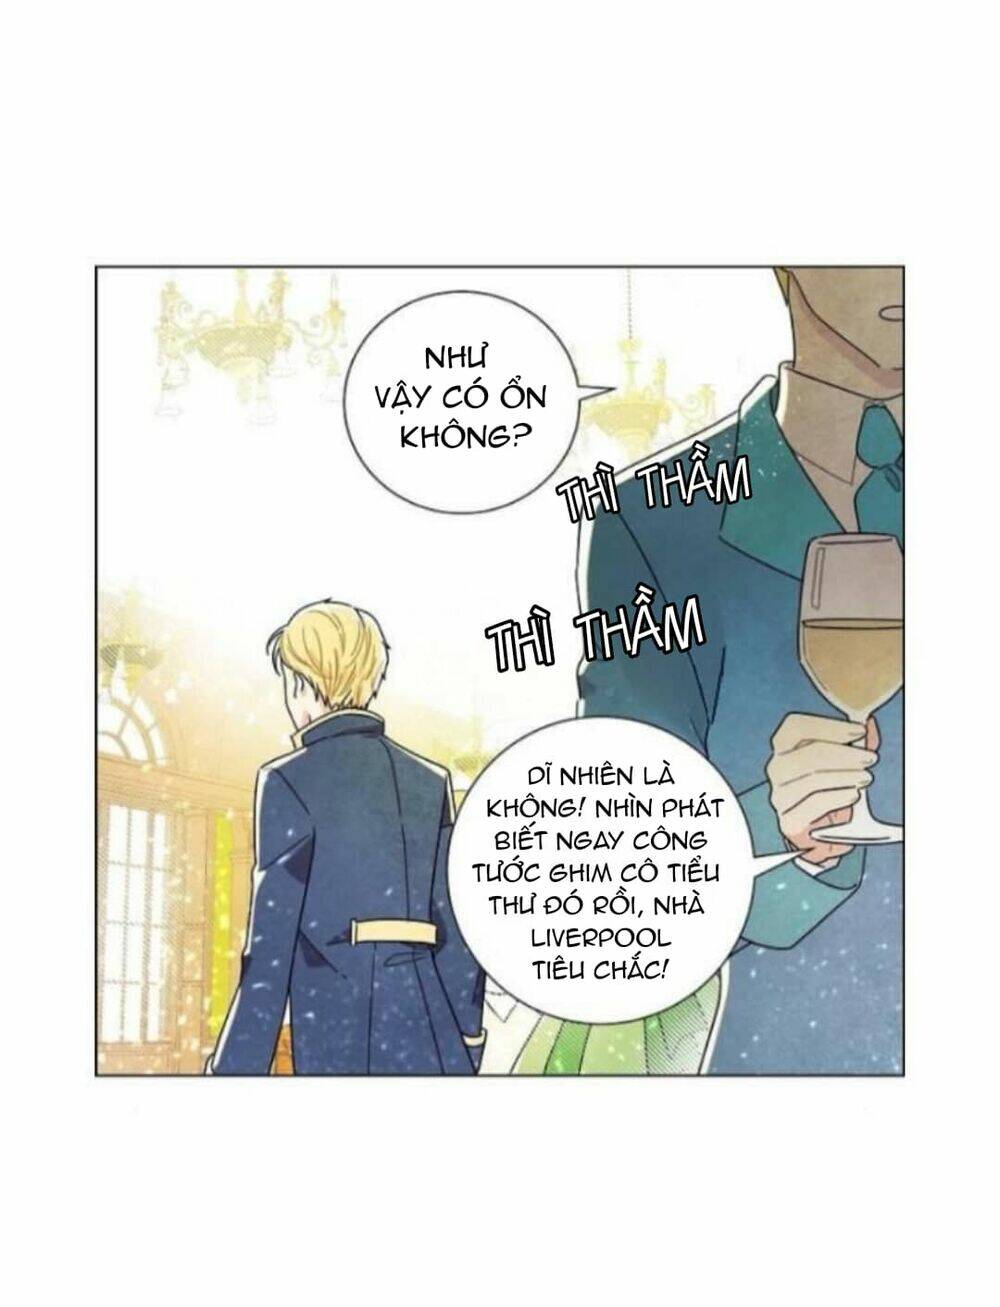 NHƯ
VẬY CÓ ỔN
KHÔNG?
THÌ THẦM
THÌ THẦM
DĨ NHIÊN LÀ
KHÔNG! NHÌN PHÁT
BIẾT NGAY CÔNG
TƯỚC GHIM CÔ TIỂU
THƯ ĐÓ RỒI, NHÀ
LIVERPOOL
TIÊU CHẮC!